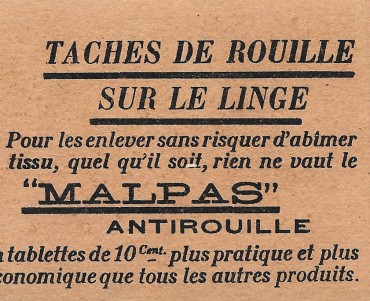 TACHES DE ROUILLE
SUR LE LINGE
Pour les enlever sans risquer d'abîmer
tissu, quel qu'il soit, rien ne vaut le
"MALPAS"
ANTIROUILLE
tablettes de 10 Cent. plus pratique et plus
conomique que tous les autres produits.